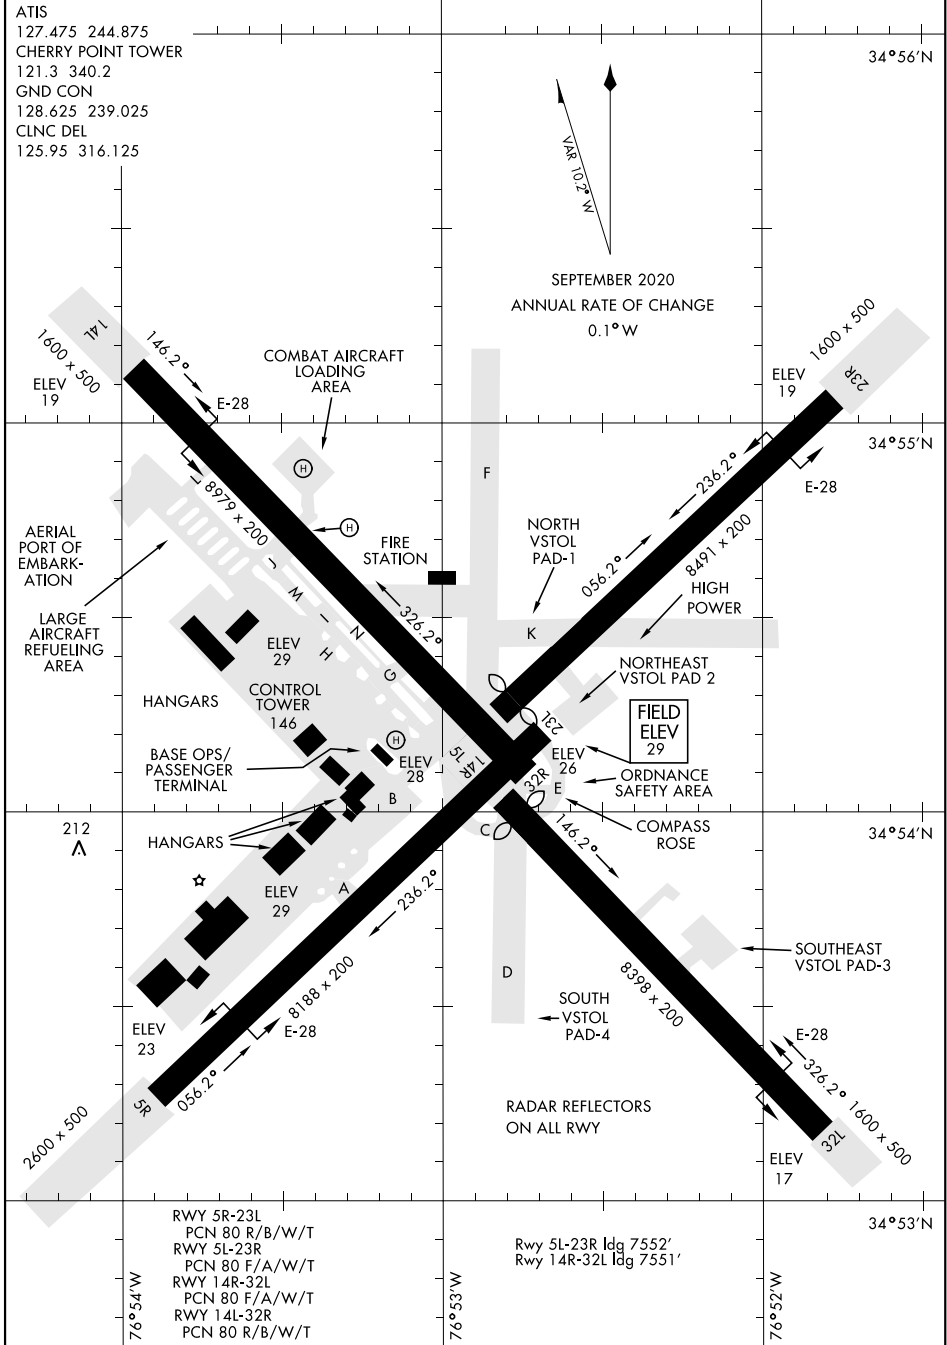 ATIS
127.475 244.875
CHERRY POINT TOWER
121.3 340.2
GND CON
128.625 239.025
CLNC DEL
125.95 316.125
34°56'N
VAR 10.2° W
SEPTEMBER 2020
ANNUAL RATE OF CHANGE
0.1° W
14L
1600 x 500
146.2°
ELEV
19
E-28
COMBAT AIRCRAFT
LOADING
AREA
1600 x 500
23R
ELEV
19
34°55'N
H
F
236.2°
E-28
8979 x 200
H
FIRE
STATION
NORTH
VSTOL
PAD-1
056.2°
8491 x 200
HIGH
POWER
AERIAL
PORT OF
EMBARK-
ATION
LARGE
AIRCRAFT
REFUELING
AREA
J
W
I
H
N
G
326.2°
K
ELEV
29
NORTHEAST
VSTOL PAD 2
HANGARS
CONTROL
TOWER
146
FIELD
ELEV
29
H
BASE OPS/
PASSENGER
TERMINAL
ELEV
28
5L
14R
23L
32R
ELEV
26
E
ORDNANCE
SAFETY AREA
B
C
COMPASS
ROSE
212
HANGARS
34°54'N
146.2°
A
ELEV
29
236.2°
SOUTHEAST
VSTOL PAD-3
D
8188 x 200
8398 x 200
SOUTH
VSTOL
PAD-4
ELEV
23
E-28
E-28
056.2°
5R
2600 x 500
326.2°
1600 x 500
32L
RADAR REFLECTORS
ON ALL RWY
ELEV
17
34°53'N
RWY 5R-23L
PCN 80 R/B/W/T
RWY 5L-23R
PCN 80 F/A/W/T
RWY 14R-32L
PCN 80 F/A/W/T
RWY 14L-32R
PCN 80 R/B/W/T
Rwy 5L-23R ldg 7552'
Rwy 14R-32L ldg 7551'
76°54'W
76°53'W
76°52'W